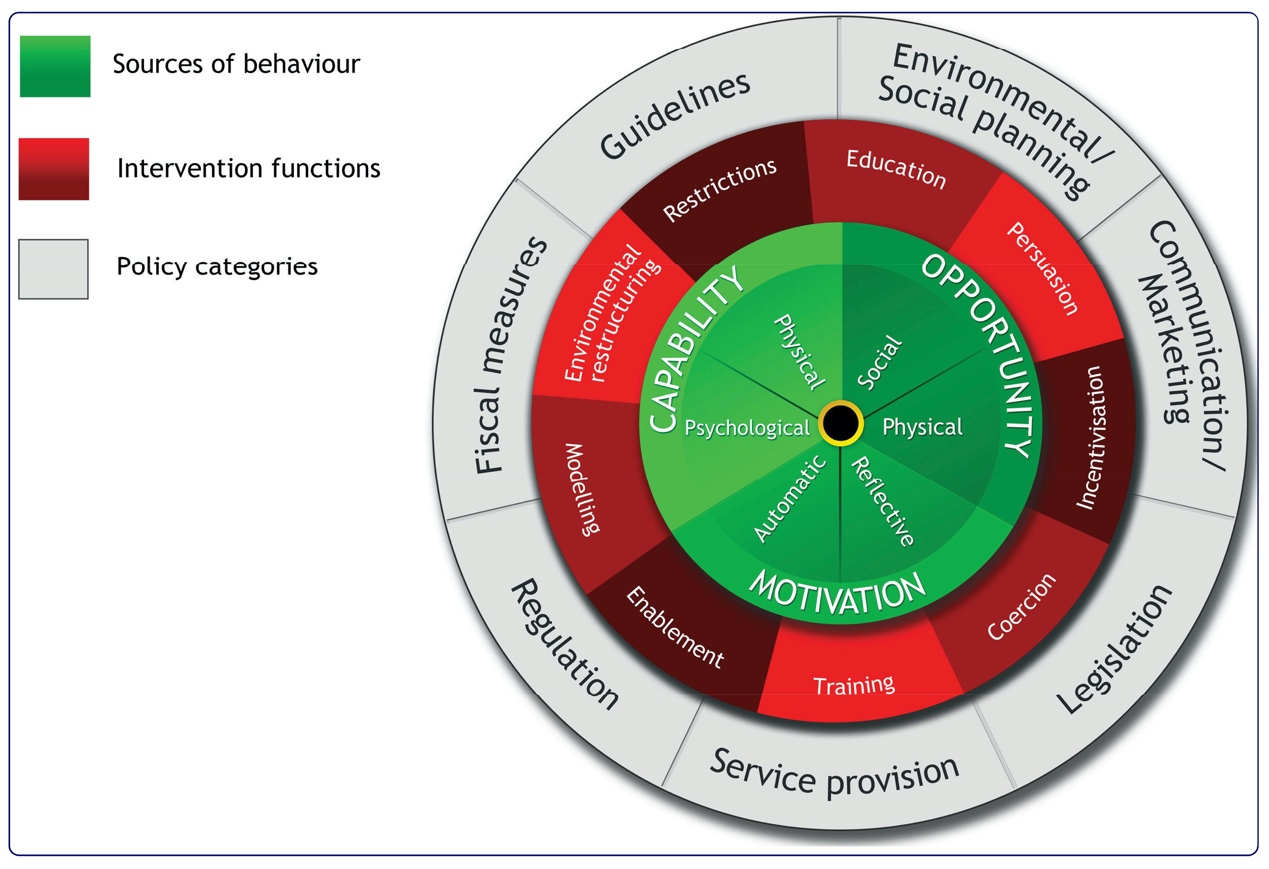 Sources of behaviour
Intervention functions
Policy categories
Guidelines
Environmental/
Social planning
Communication/
Marketing
Legislation
Service provision
Regulation
Fiscal measures
Restrictions
Education
Persuasion
Incentivisation
Coercion
Training
Enablement
Modelling
Environmental
restructuring
CAPABILITY
OPPORTUNITY
MOTIVATION
Physical
Social
Physical
Reflective
Automatic
Psychological